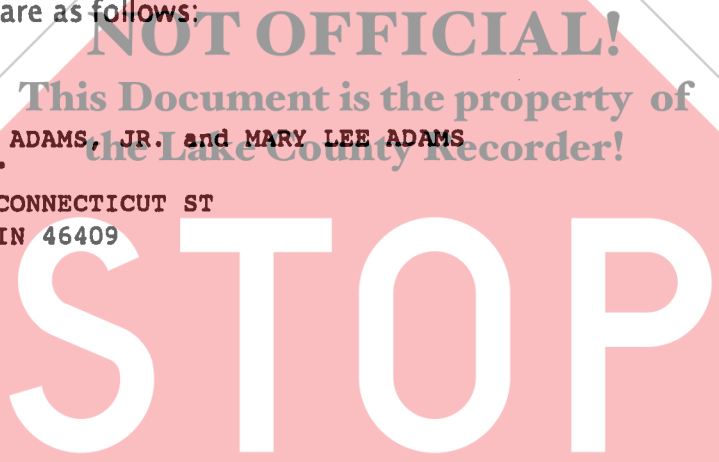 are as follows:
NOT OFFICIAL!
This Document is the property of
ADAMS, JR. and MARY LEE ADAMS
the Lake County Recorder!
CONNECTICUT ST
IN 46409
STOP